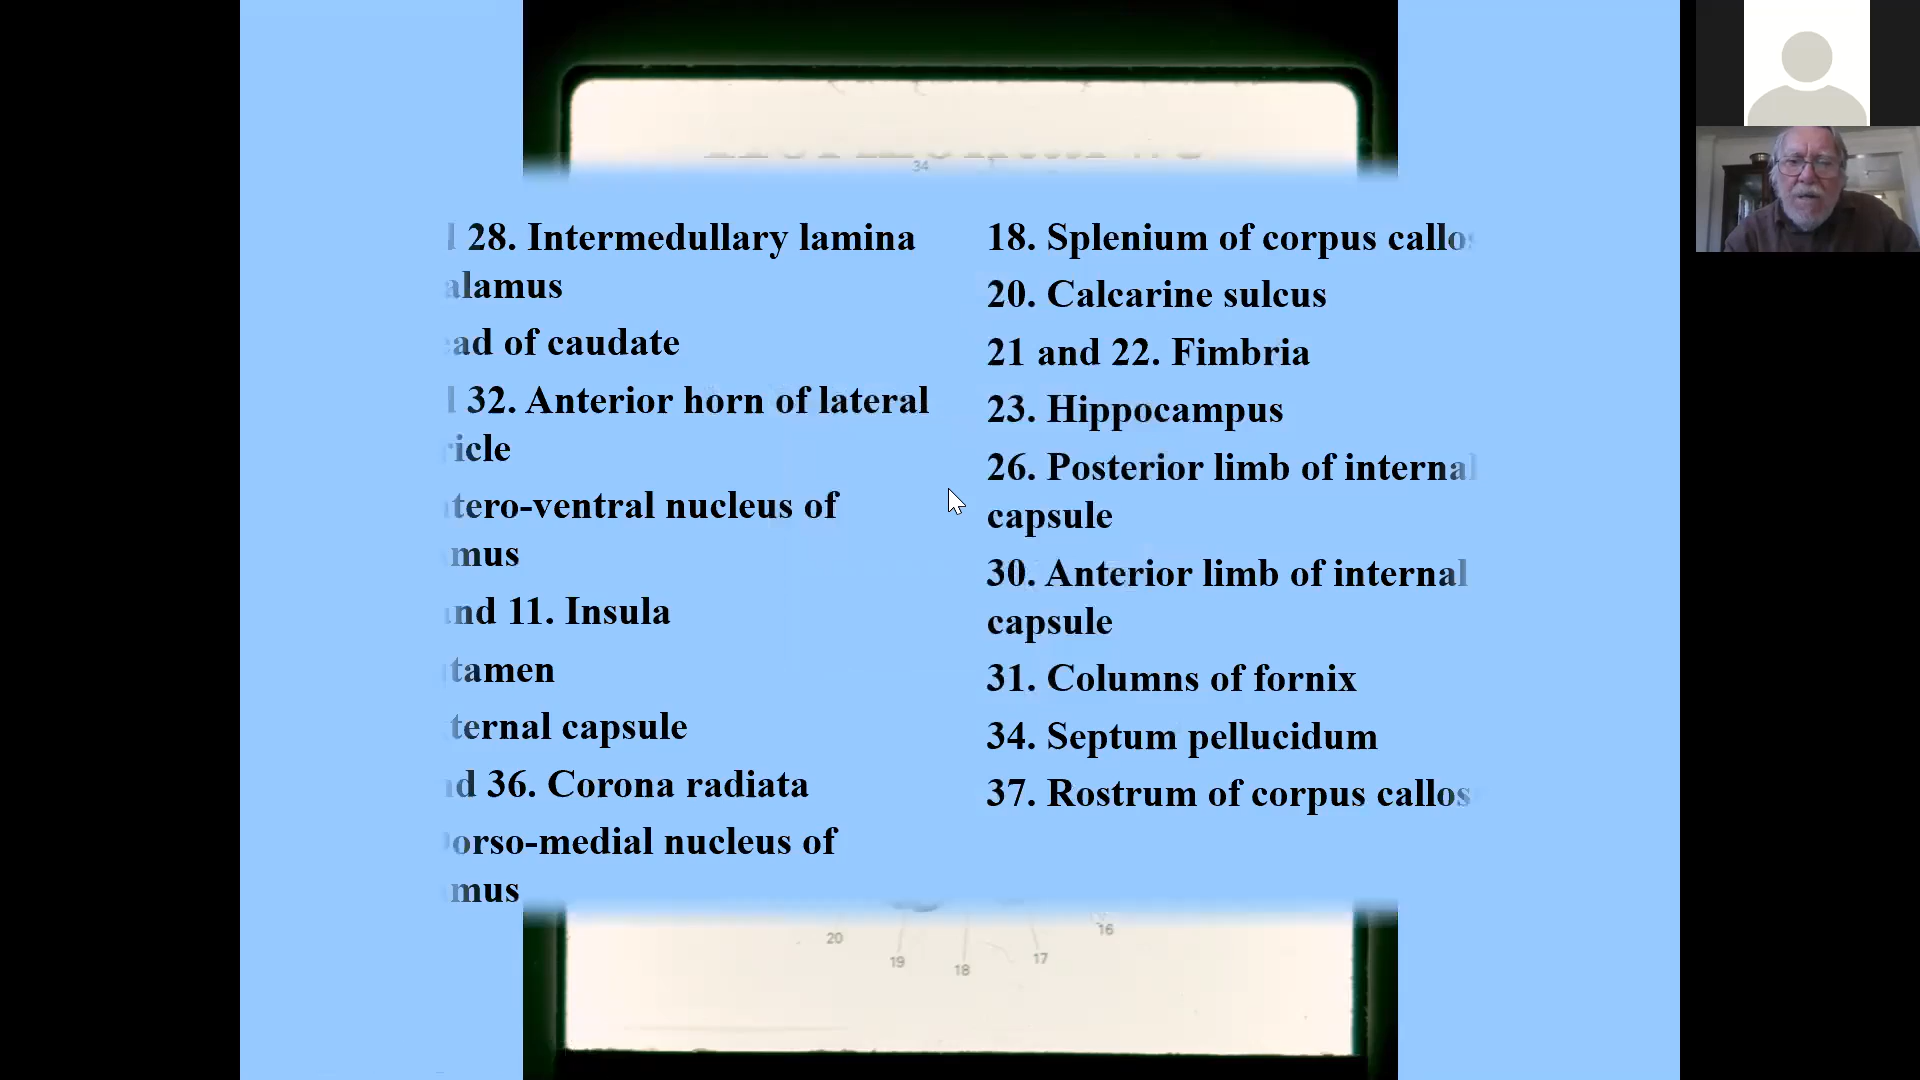 34
28. Intermedullary lamina
alamus
ad of caudate
32. Anterior horn of lateral
ricle
tero-ventral nucleus of
mus
nd 11. Insula
tamen
ternal capsule
nd 36. Corona radiata
orso-medial nucleus of
mus
18. Splenium of corpus callos
20. Calcarine sulcus
21 and 22. Fimbria
23. Hippocampus
26. Posterior limb of internal
capsule
30. Anterior limb of internal
capsule
31. Columns of fornix
34. Septum pellucidum
37. Rostrum of corpus callos
20
19
18
17
16